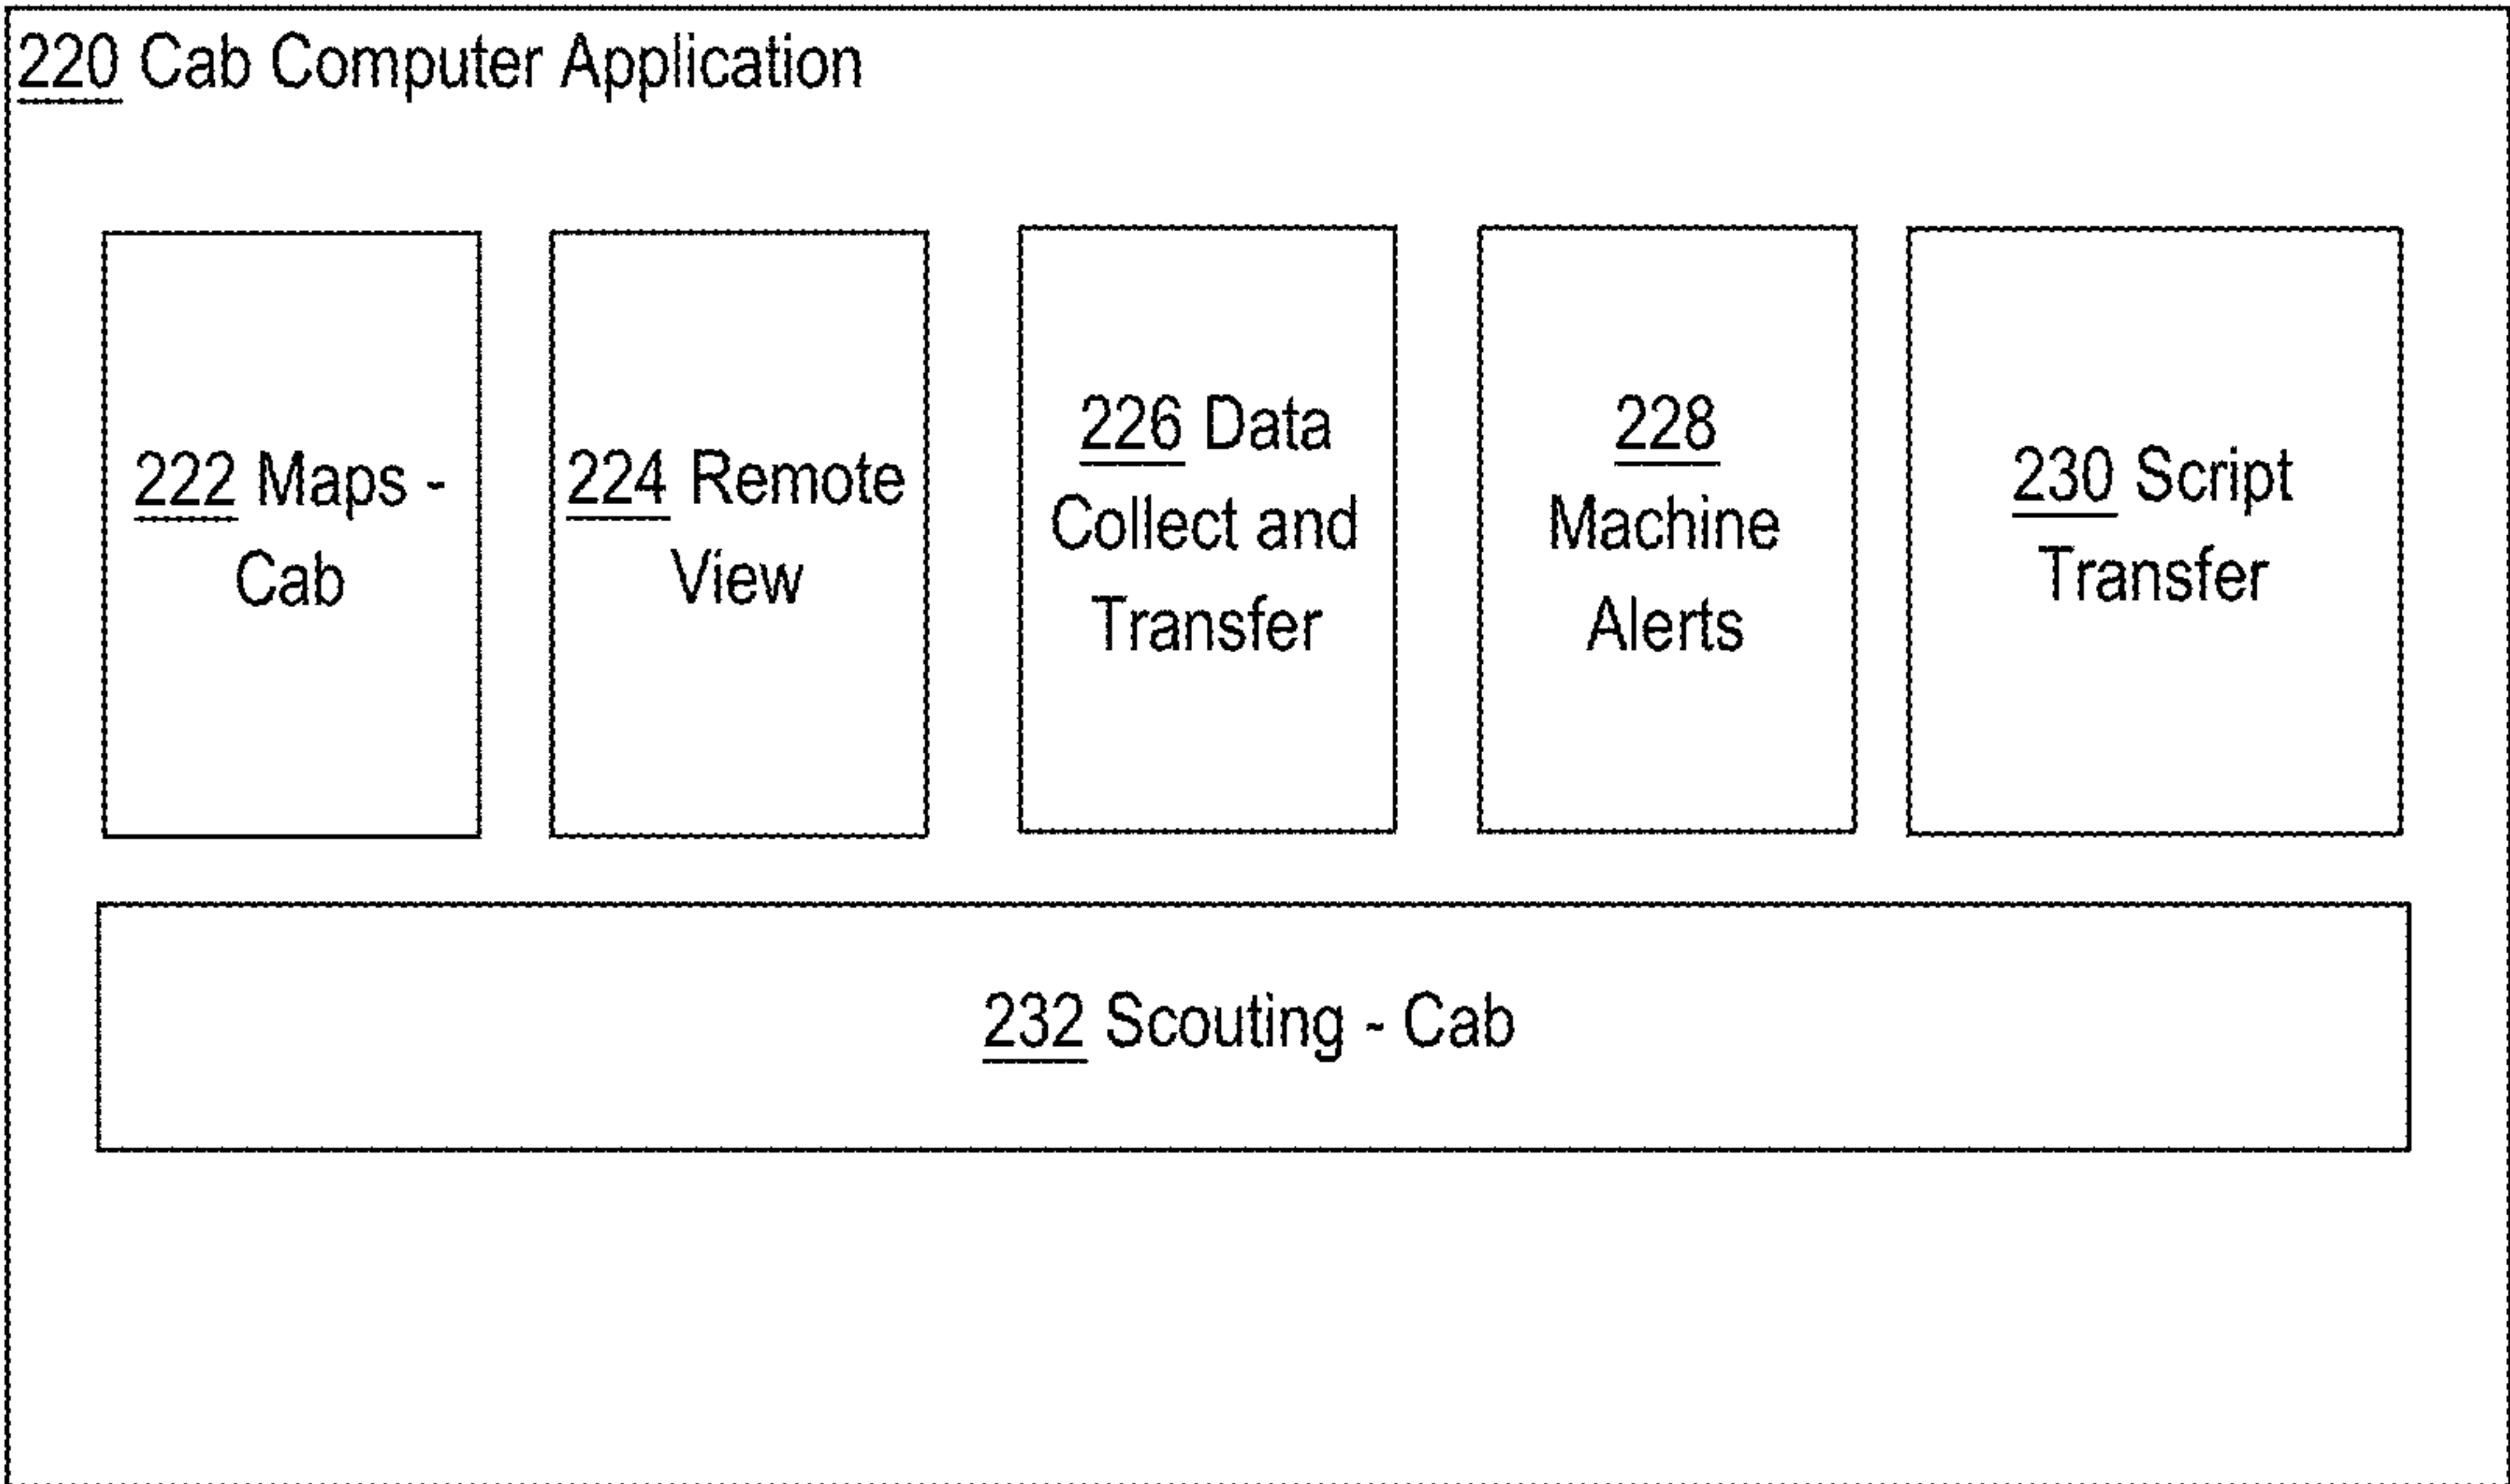 220 Cab Computer Application
222 Maps -
Cab
224 Remote
View
226 Data
Collect and
Transfer
228
Machine
Alerts
230 Script
Transfer
232 Scouting - Cab